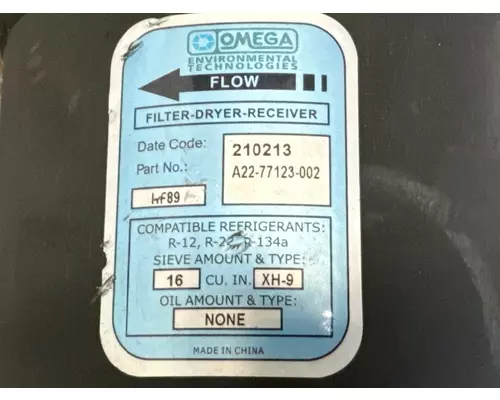 OMEGA
ENVIRONMENTAL
TECHNOLOGIES
FLOW
FILTER-DRYER-RECEIVER
Date Code: 210213
Part No.: A22-77123-002
COMPATIBLE REFRIGERANTS:
R-12, R-134a
SIEVE AMOUNT & TYPE:
16 CU. IN. XH-9
OIL AMOUNT & TYPE:
NONE
MADE IN CHINA